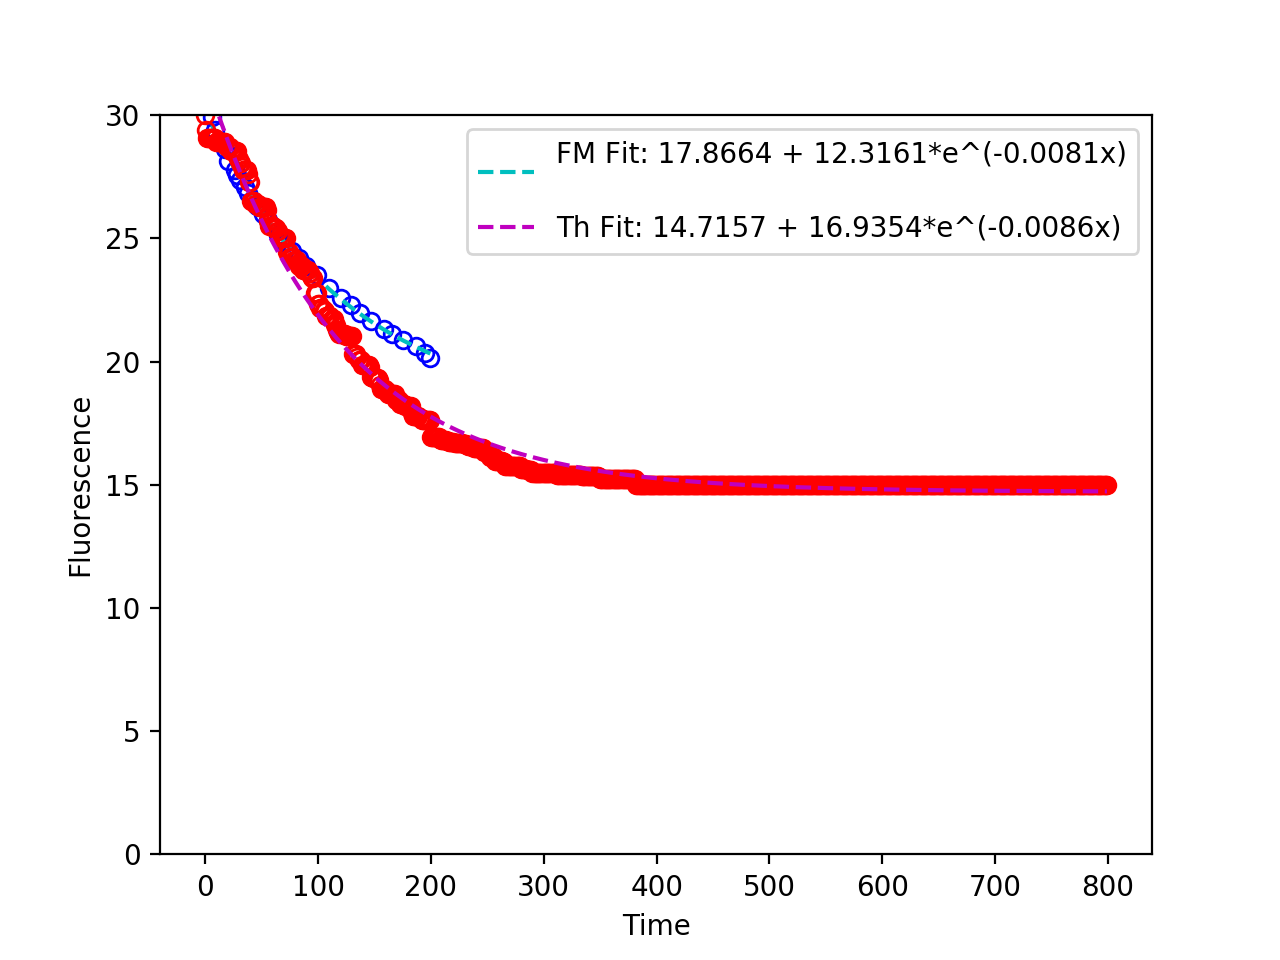 FM Fit: 17.8664 + 12.3161*e^(-0.0081x)
Th Fit: 14.7157 + 16.9354*e^(-0.0086x)
30
25
20
15
10
5
0
Fluorescence
0 100 200 300 400 500 600 700 800
Time